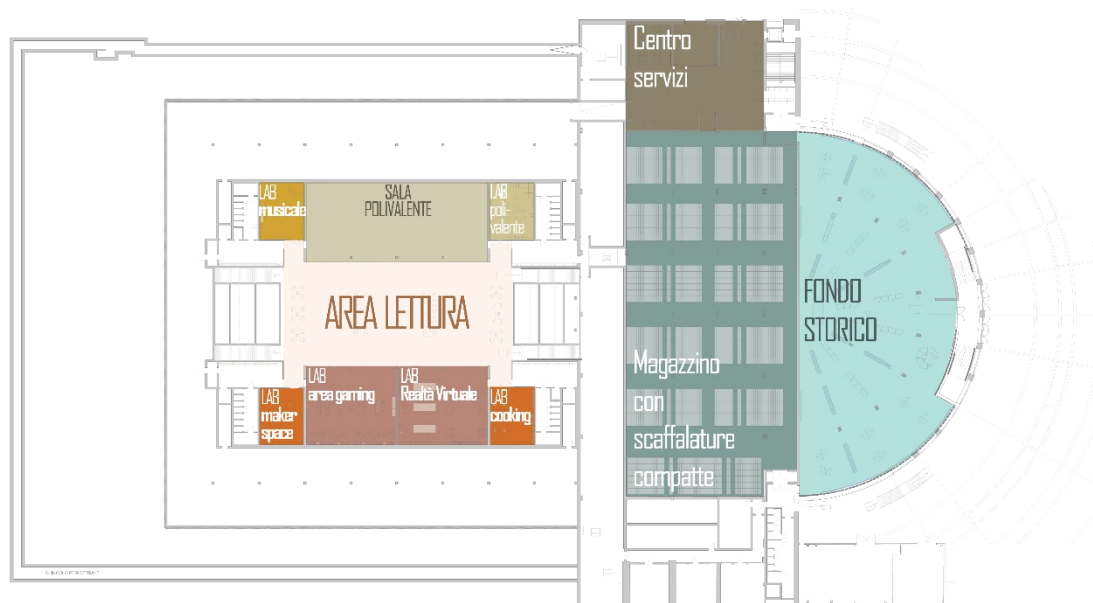 Centro
servizi
LAB
musicale
SALA
POLIVALENTE
LAB
poli-
valente
AREA LETTURA
FONDO
STORICO
LAB
area gaming
LAB
Realtà Virtuale
LAB
maker
space
LAB
cooking
Magazzino
con
scaffalature
compatte